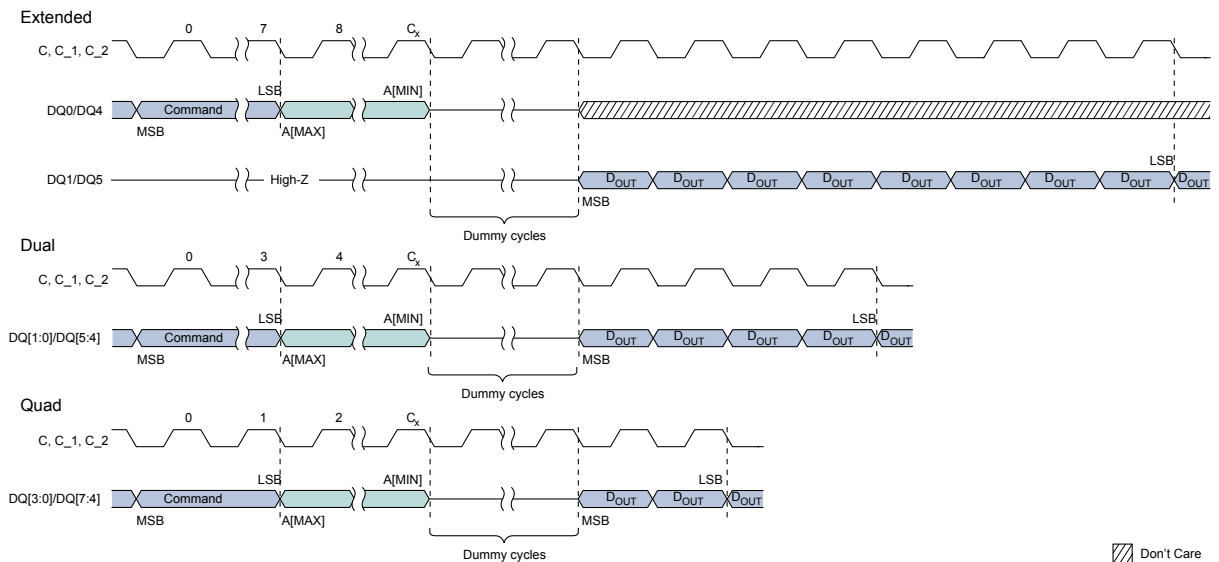 Extended
0 7 8 Cx
C, C_1, C_2
LSB A[MIN]
DQ0/DQ4 Command
MSB A[MAX]
LSB
DQ1/DQ5 High-Z DOUT DOUT DOUT DOUT DOUT DOUT DOUT DOUT DOUT
MSB
Dummy cycles
Dual
0 3 4 Cx
C, C_1, C_2
LSB A[MIN] LSB
DQ[1:0]/DQ[5:4] Command DOUT DOUT DOUT DOUT DOUT
MSB A[MAX] MSB
Dummy cycles
Quad
0 1 2 Cx
C, C_1, C_2
LSB A[MIN] LSB
DQ[3:0]/DQ[7:4] Command DOUT DOUT DOUT
MSB A[MAX] MSB
Dummy cycles
Don't Care